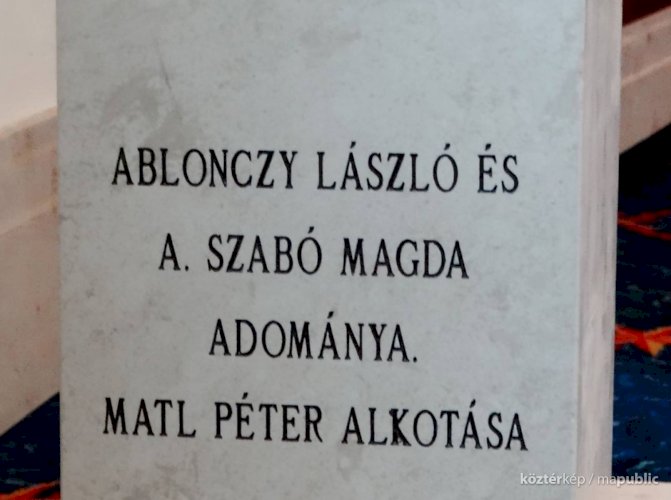 ABLONCZY LÁSZLÓ ÉS
A. SZABÓ MAGDA
ADOMÁNYA.
MATL PÉTER ALKOTÁSA
köztérkép / mapublic